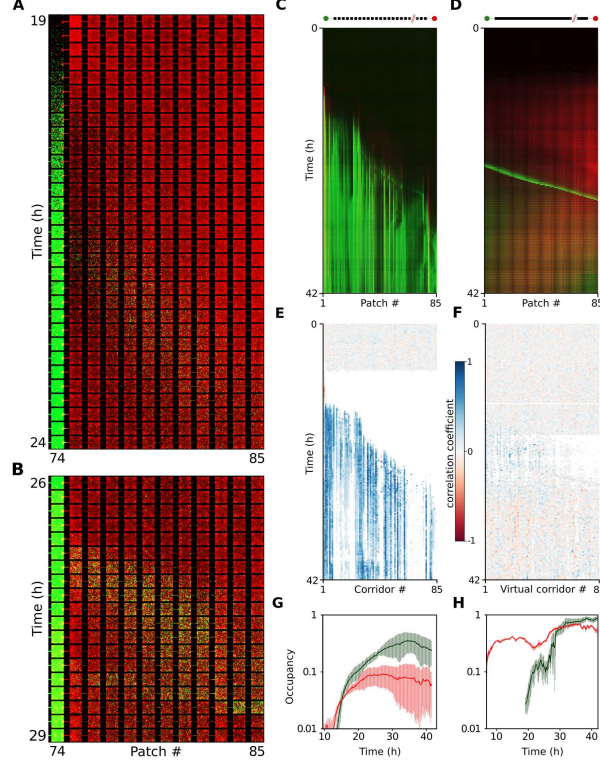 A
19
Time (h)
24
74
85
B
26
Time (h)
29
74
Patch #
85
C
0
Time (h)
42
1
Patch #
85
D
0
42
1
Patch #
85
E
0
Time (h)
42
1
Corridor #
85
1
0
-1
correlation coefficient
F
0
42
1
Virtual corridor #
8
G
1
0.1
0.01
Occupancy
10
20
30
40
Time (h)
H
1
0.1
0.01
10
20
30
40
Time (h)